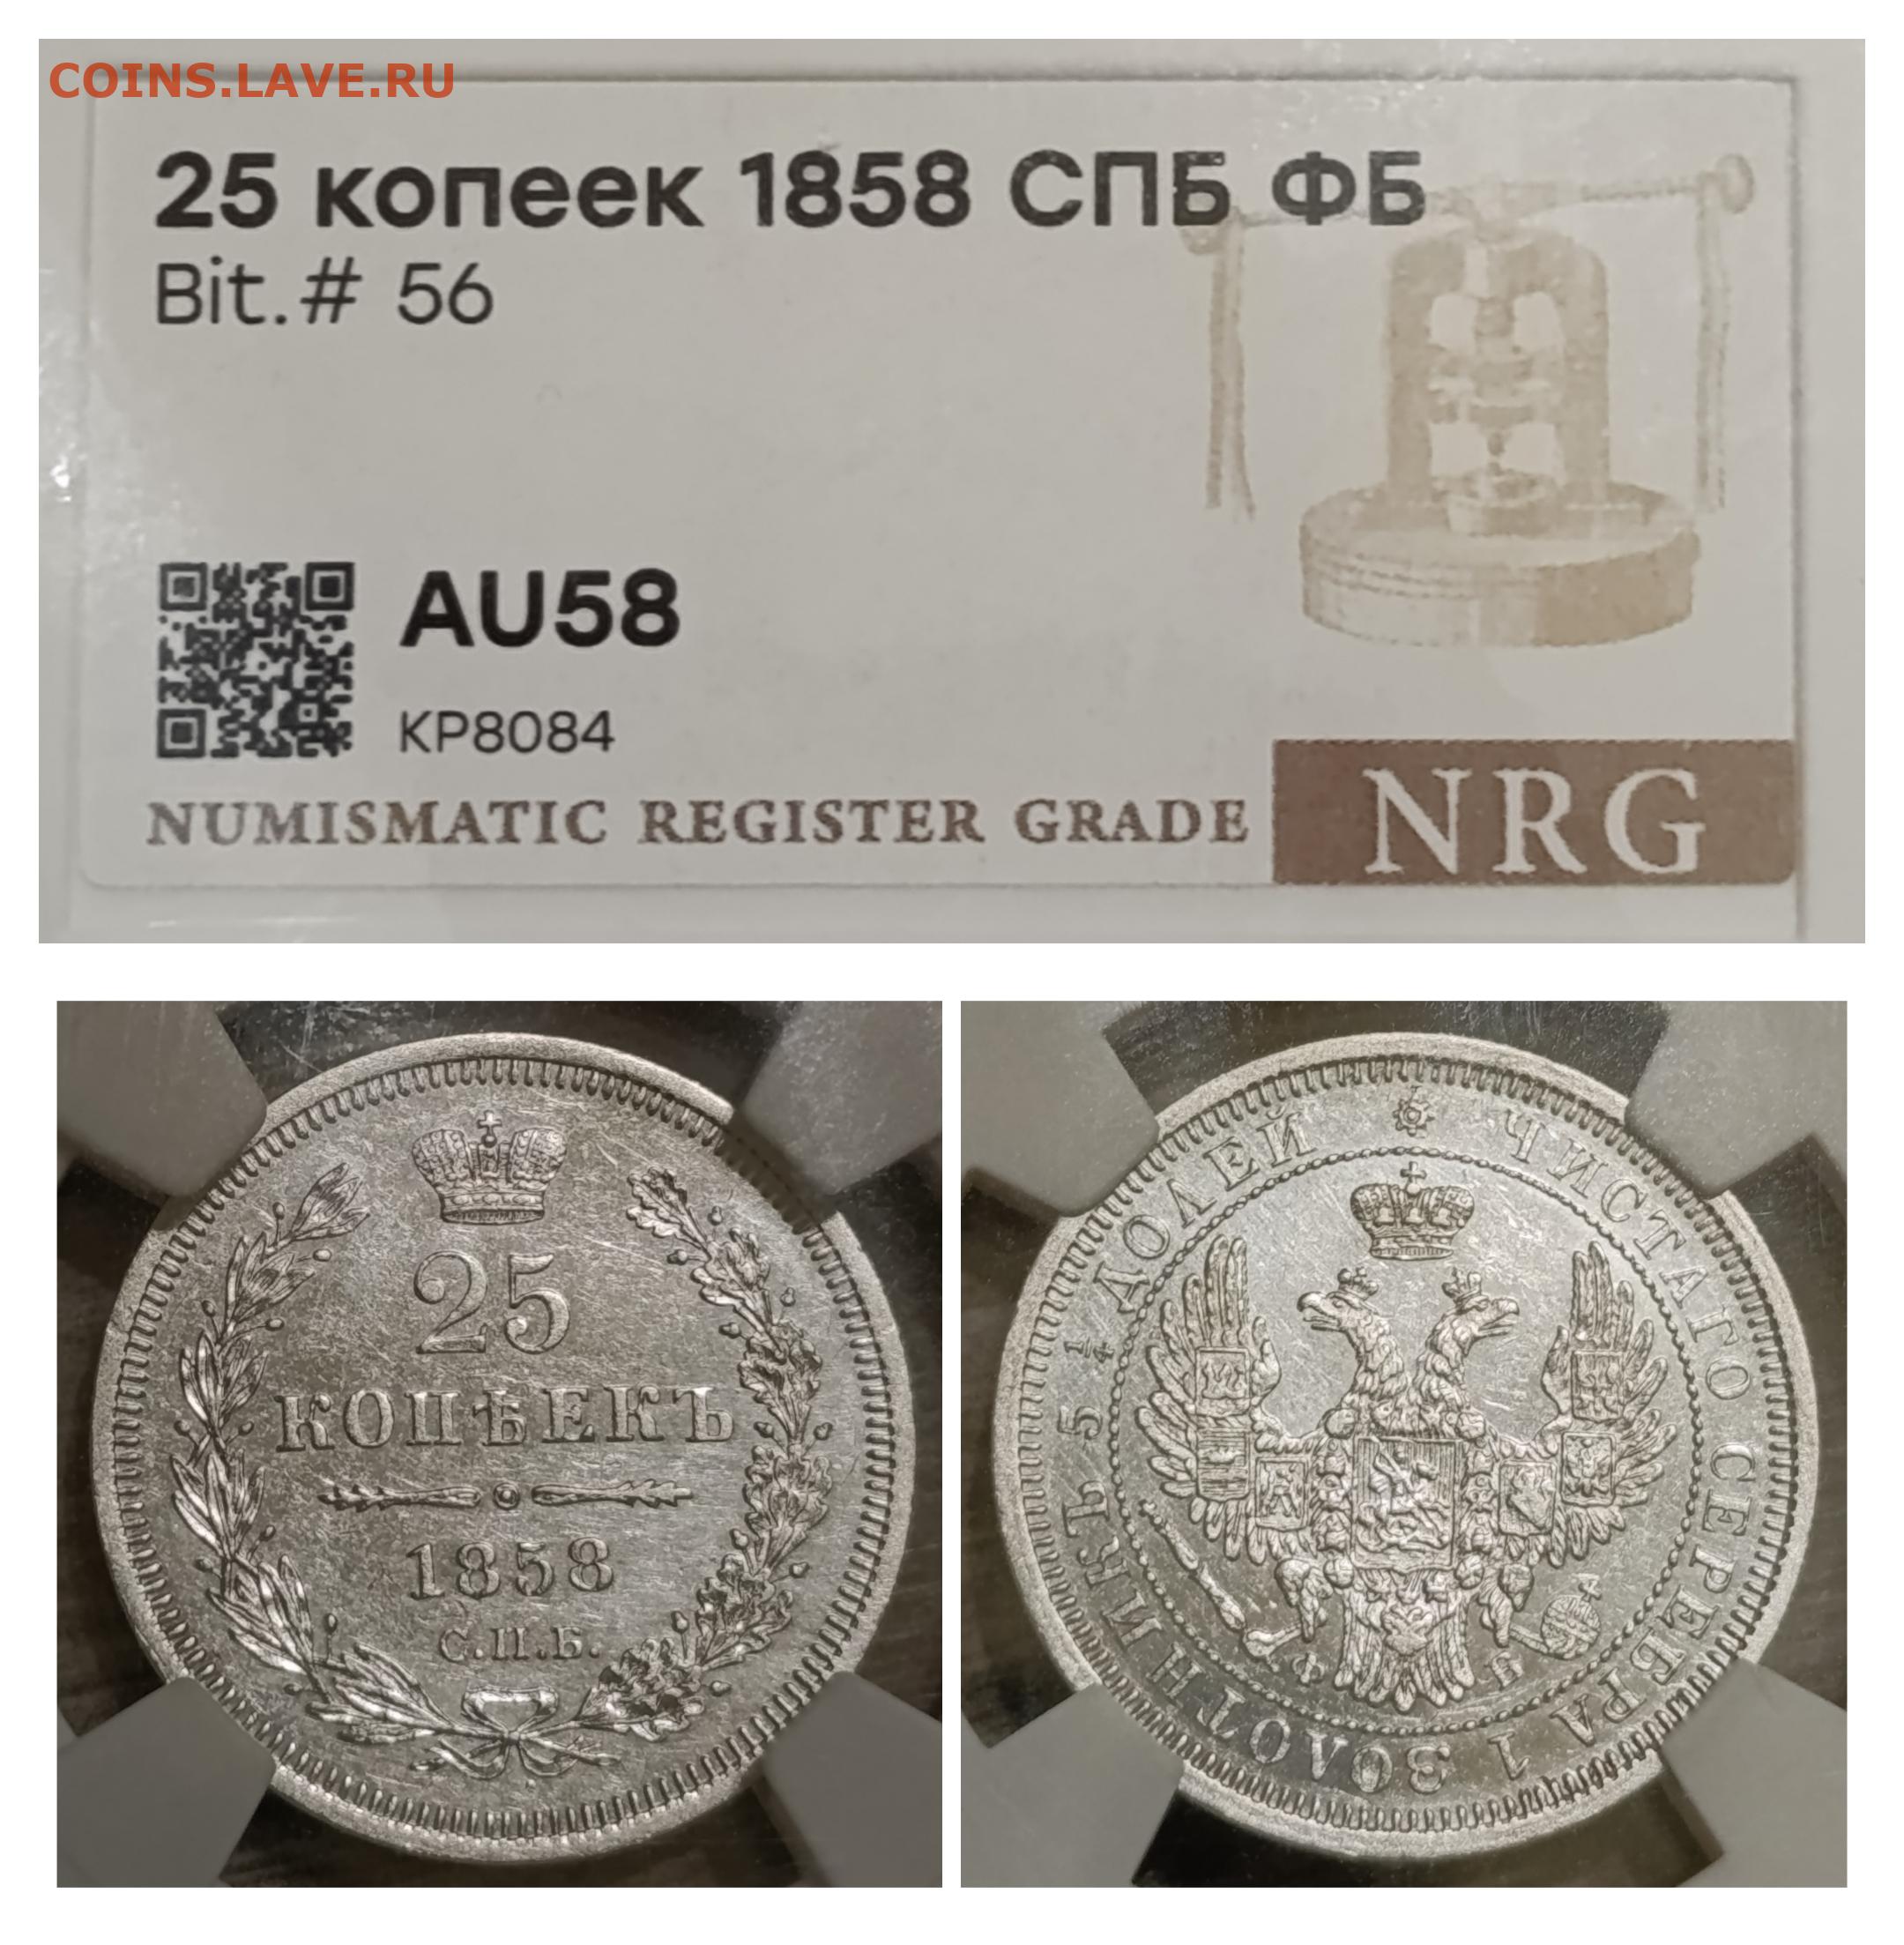 COINS.LAVE.RU
25 копеек 1858 СПБ ФБ
Bit.# 56
AU58
KP8084
NUMISMATIC REGISTER GRADE
NRG
25
КОПѢЕКЪ
1858
С.П.Б.
ЧИСТАГО СЕРЕБРА 1 ЗОЛОТНИКЪ 5 1/4 ДОЛЕЙ
Ф Б